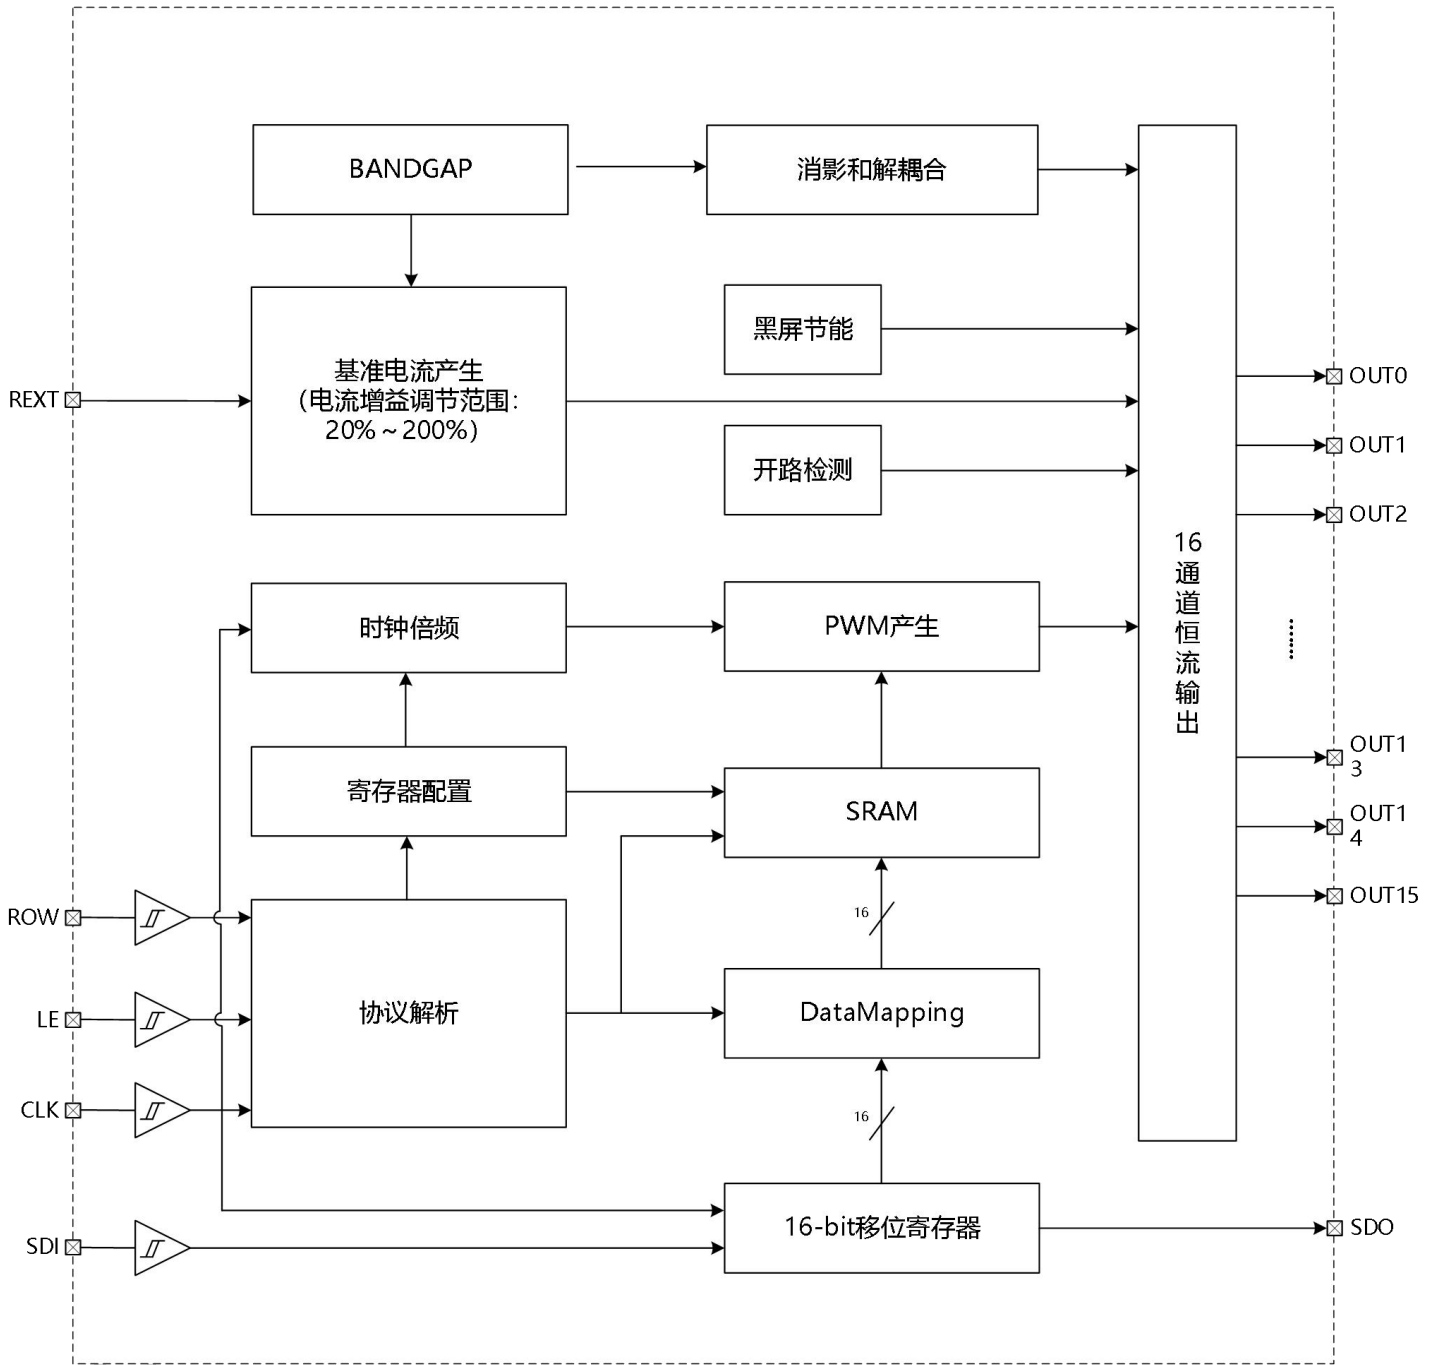 BANDGAP
消影和解耦合
黑屏节能
基准电流产生
（电流增益调节范围：
20%～200%）
REXT
开路检测
OUT0
OUT1
OUT2
16
通
道
恒
流
输
出
时钟倍频
PWM产生
寄存器配置
SRAM
OUT1
3
OUT1
4
OUT15
ROW
16
LE
协议解析
DataMapping
CLK
16
SDI
16-bit移位寄存器
SDO